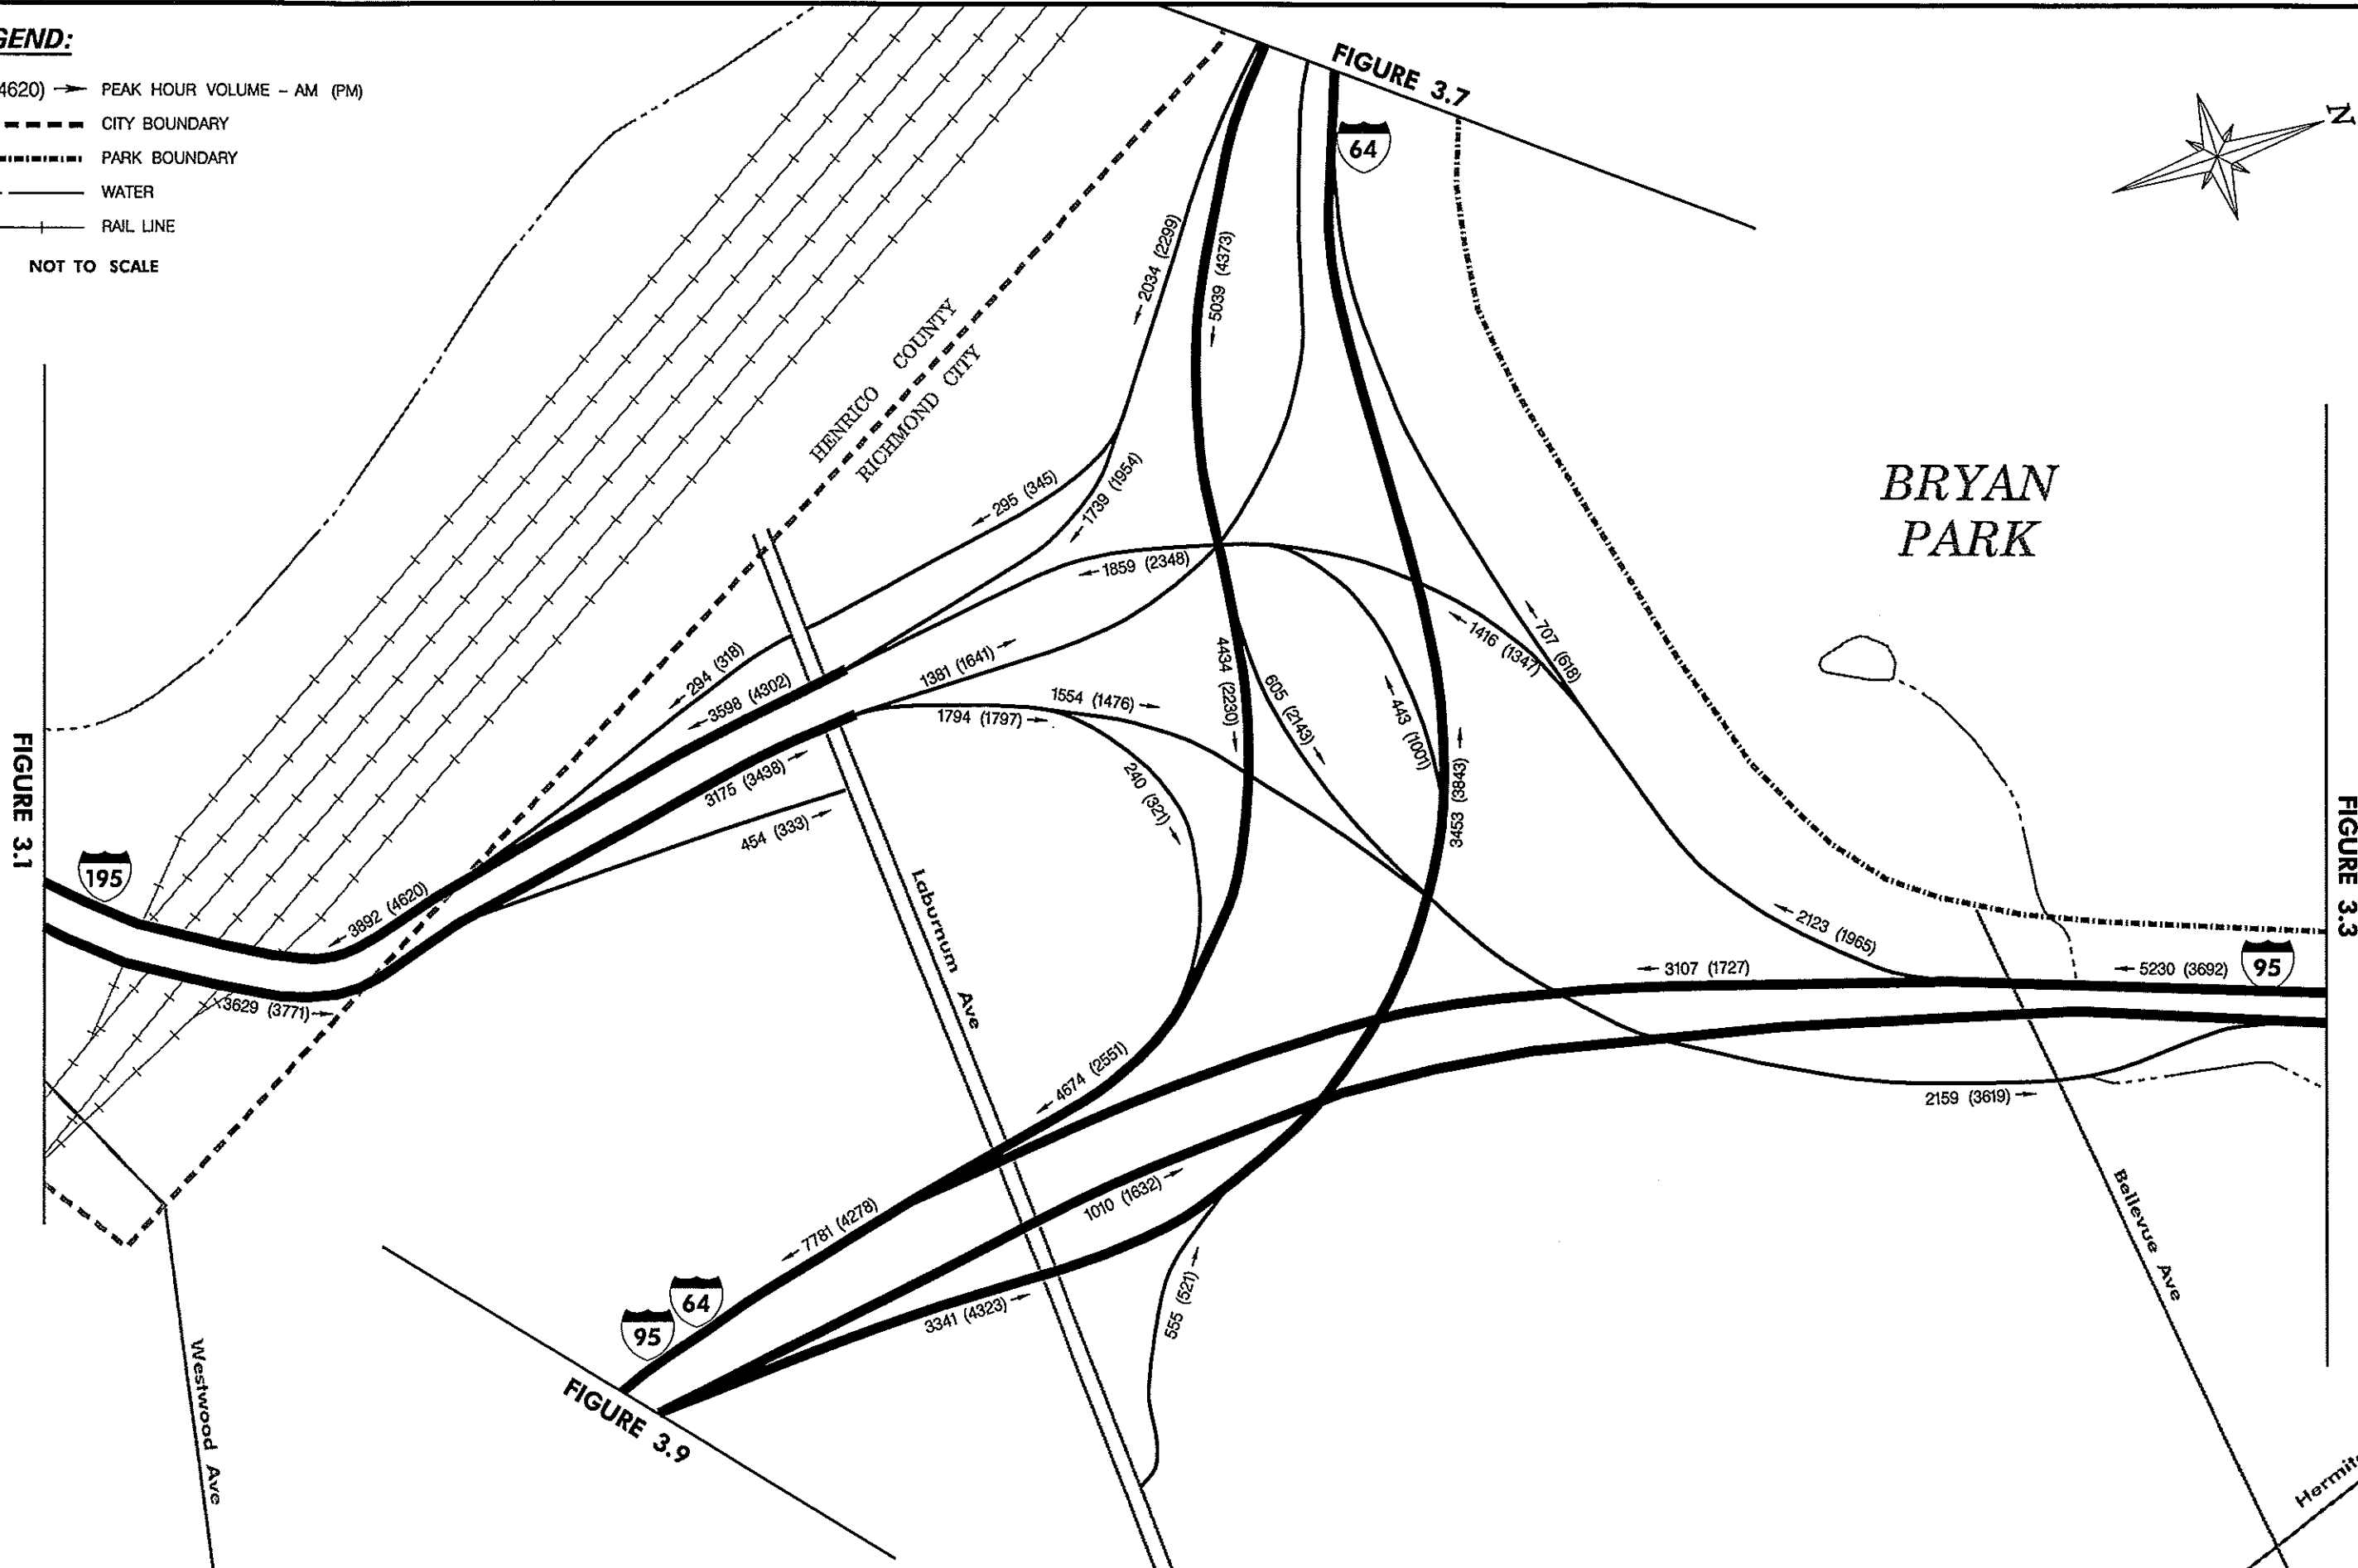 GEND:
4620) → PEAK HOUR VOLUME - AM (PM)
CITY BOUNDARY
PARK BOUNDARY
WATER
RAIL LINE
NOT TO SCALE
FIGURE 3.7
64
N
2034 (2299)
5039 (4373)
HENRICO COUNTY
RICHMOND CITY
BRYAN
PARK
295 (345)
1739 (1954)
1859 (2348)
707 (618)
1416 (1347)
294 (318)
3598 (4302)
1381 (1641)
1554 (1476)
1794 (1797)
4434 (2230)
605 (2143)
443 (1001)
3453 (3843)
240 (321)
3175 (3438)
454 (333)
FIGURE 3.1
195
3892 (4620)
3629 (3771)
Laburnum Ave
2123 (1965)
3107 (1727)
5230 (3692)
95
FIGURE 3.3
2159 (3619)
4674 (2551)
1010 (1632)
7781 (4278)
64
95
3341 (4323)
555 (521)
FIGURE 3.9
Westwood Ave
Bellevue Ave
Hermit